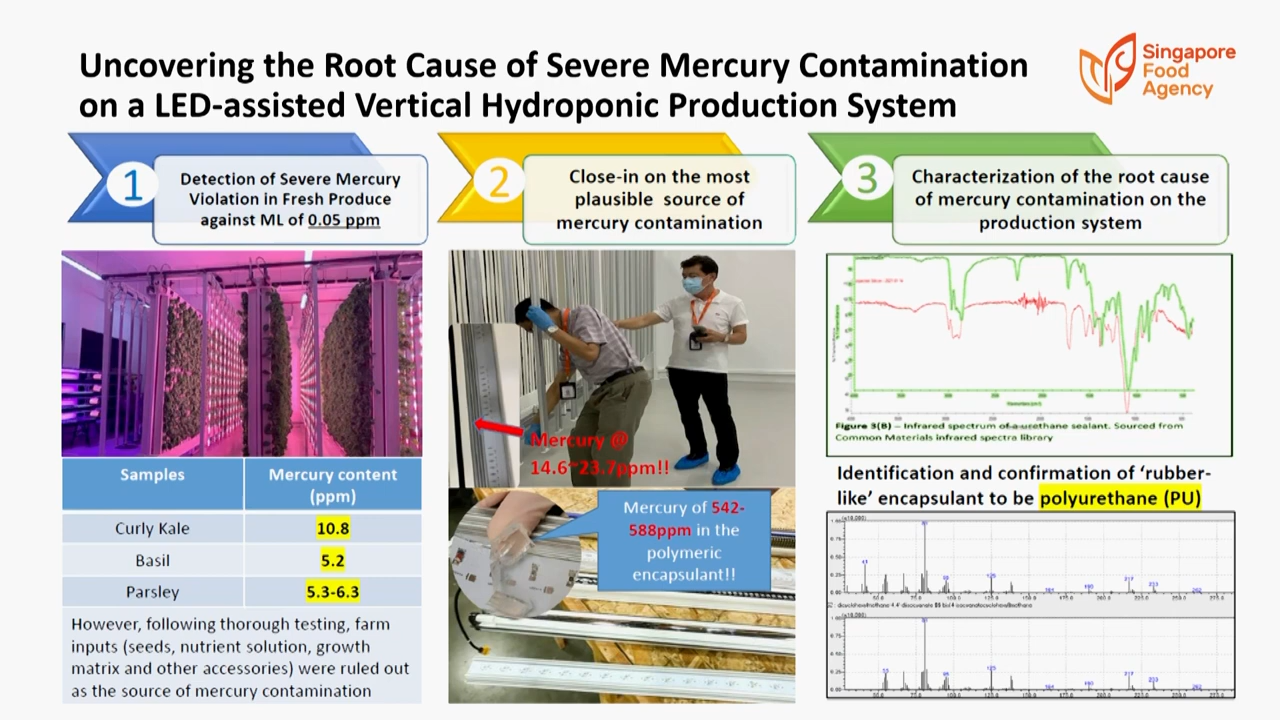 Uncovering the Root Cause of Severe Mercury Contamination
on a LED-assisted Vertical Hydroponic Production System
Singapore
Food
Agency
1
Detection of Severe Mercury
Violation in Fresh Produce
against ML of 0.05 ppm
2
Close-in on the most
plausible source of
mercury contamination
3
Characterization of the root cause
of mercury contamination on the
production system
Samples
Mercury content
(ppm)
Curly Kale
10.8
Basil
5.2
Parsley
5.3-6.3
However, following thorough testing, farm
inputs (seeds, nutrient solution, growth
matrix and other accessories) were ruled out
as the source of mercury contamination
Mercury @
14.6~23.7ppm!!
Mercury of 542-
588ppm in the
polymeric
encapsulant!!
Figure 3(B) – Infrared spectrum of a urethane sealant. Sourced from
Common Materials infrared spectra library
Identification and confirmation of 'rubber-
like' encapsulant to be polyurethane (PU)